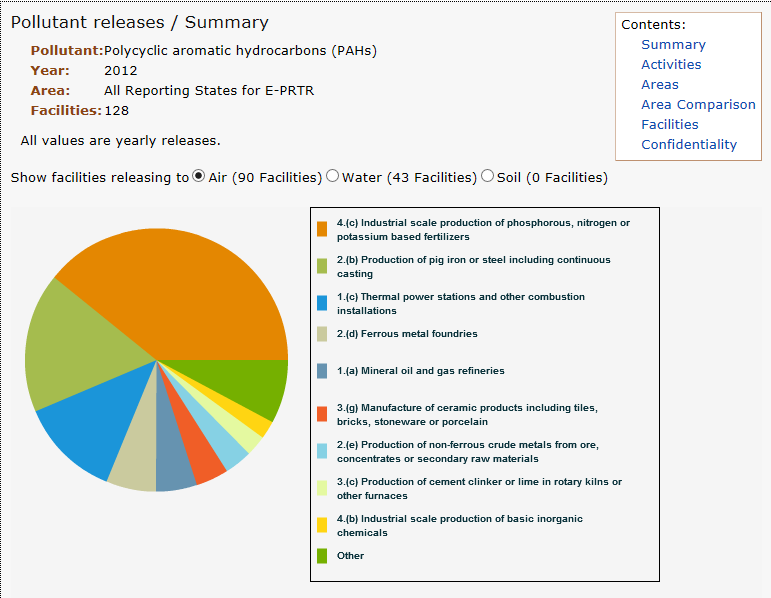 Pollutant releases / Summary
Contents:
Summary
Activities
Areas
Area Comparison
Facilities
Confidentiality
Pollutant: Polycyclic aromatic hydrocarbons (PAHs)
Year: 2012
Area: All Reporting States for E-PRTR
Facilities: 128
All values are yearly releases.
Show facilities releasing to Air (90 Facilities) Water (43 Facilities) Soil (0 Facilities)
4.(c) Industrial scale production of phosphorous, nitrogen or
potassium based fertilizers
2.(b) Production of pig iron or steel including continuous
casting
1.(c) Thermal power stations and other combustion
installations
2.(d) Ferrous metal foundries
1.(a) Mineral oil and gas refineries
3.(g) Manufacture of ceramic products including tiles,
bricks, stoneware or porcelain
2.(e) Production of non-ferrous crude metals from ore,
concentrates or secondary raw materials
3.(c) Production of cement clinker or lime in rotary kilns or
other furnaces
4.(b) Industrial scale production of basic inorganic
chemicals
Other